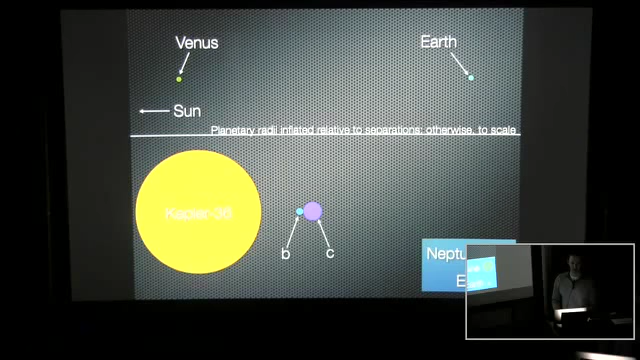 Venus
Earth
Sun
Planetary radii inflated relative to separations; otherwise, to scale
Kepler-36
b
c